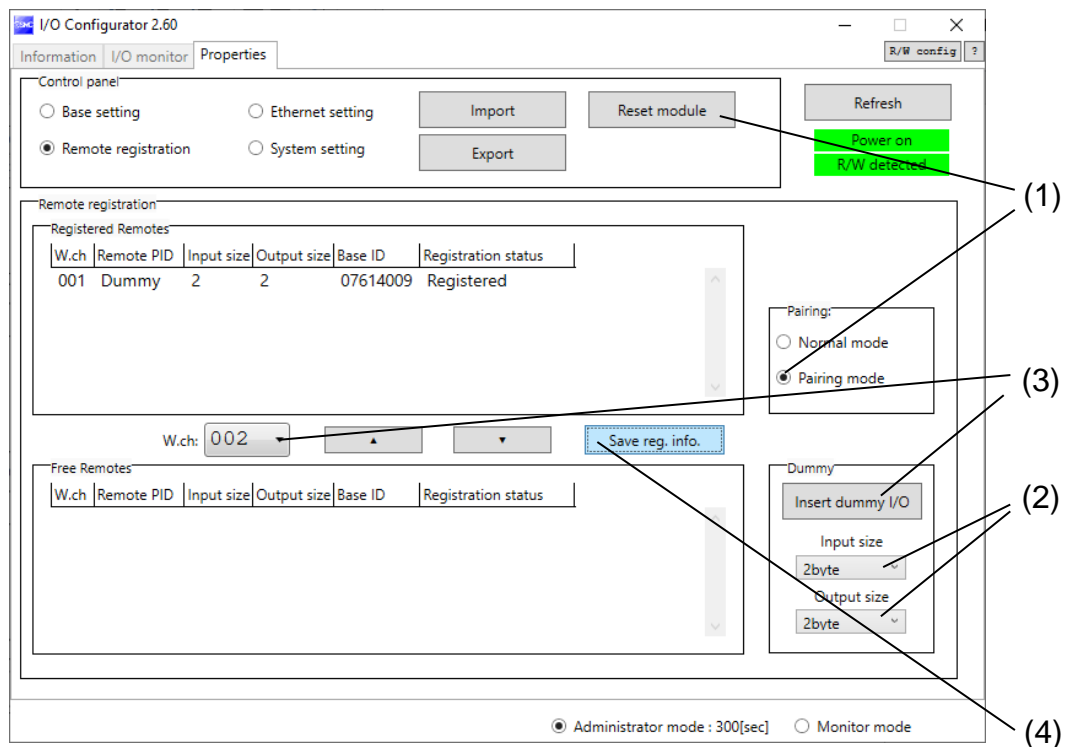 SMC I/O Configurator 2.60
Information I/O monitor Properties R/W config ?
Control panel
Base setting Ethernet setting Import Reset module Refresh
Power on
Remote registration System setting Export
R/W detected
(1)
Remote registration
Registered Remotes
W.ch Remote PID Input size Output size Base ID Registration status
001 Dummy 2 2 07614009 Registered
Pairing:
Normal mode
Pairing mode
(3)
W.ch: 002 Save reg. info.
Free Remotes Dummy
W.ch Remote PID Input size Output size Base ID Registration status
Insert dummy I/O
(2)
Input size
2byte
Output size
2byte
Administrator mode : 300[sec] Monitor mode
(4)